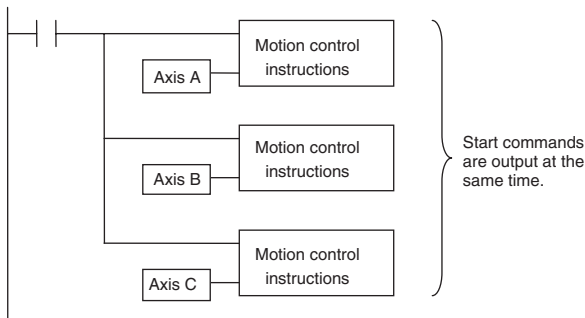 Motion control
instructions
Axis A
Motion control
instructions
Axis B
Start commands
are output at the
same time.
Motion control
instructions
Axis C